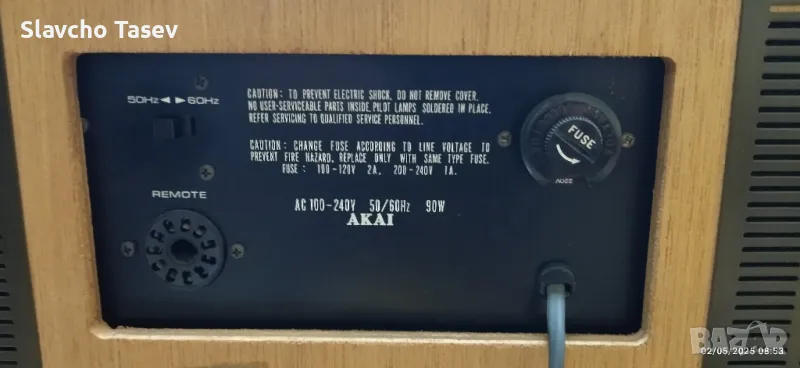 Slavcho Tasev
50Hz ◄ ► 60Hz
CAUTION: TO PREVENT ELECTRIC SHOCK, DO NOT REMOVE COVER.
NO USER-SERVICEABLE PARTS INSIDE. PILOT LAMPS SOLDERED IN PLACE.
REFER SERVICING TO QUALIFIED SERVICE PERSONNEL.
CAUTION: CHANGE FUSE ACCORDING TO LINE VOLTAGE TO
PREVENT FIRE HAZARD, REPLACE ONLY WITH SAME TYPE FUSE.
FUSE: 100-120V 2A, 200-240V 1A.
FUSE
220V
REMOTE
AC 100-240V 50/60Hz 90W
AKAI
BAZAR
02/05/2025 08:53